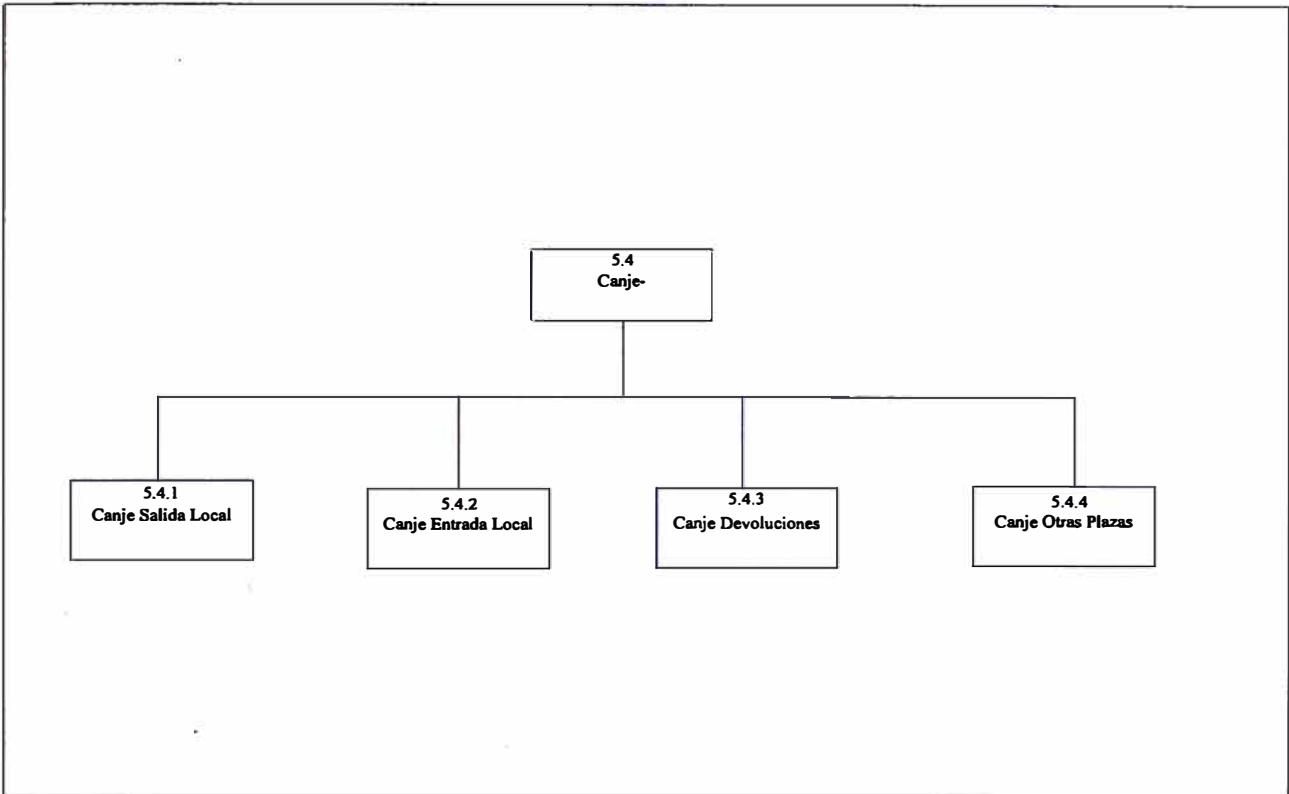 5.4
Canje-
5.4.1
Canje Salida Local
5.4.2
Canje Entrada Local
5.4.3
Canje Devoluciones
5.4.4
Canje Otras Plazas